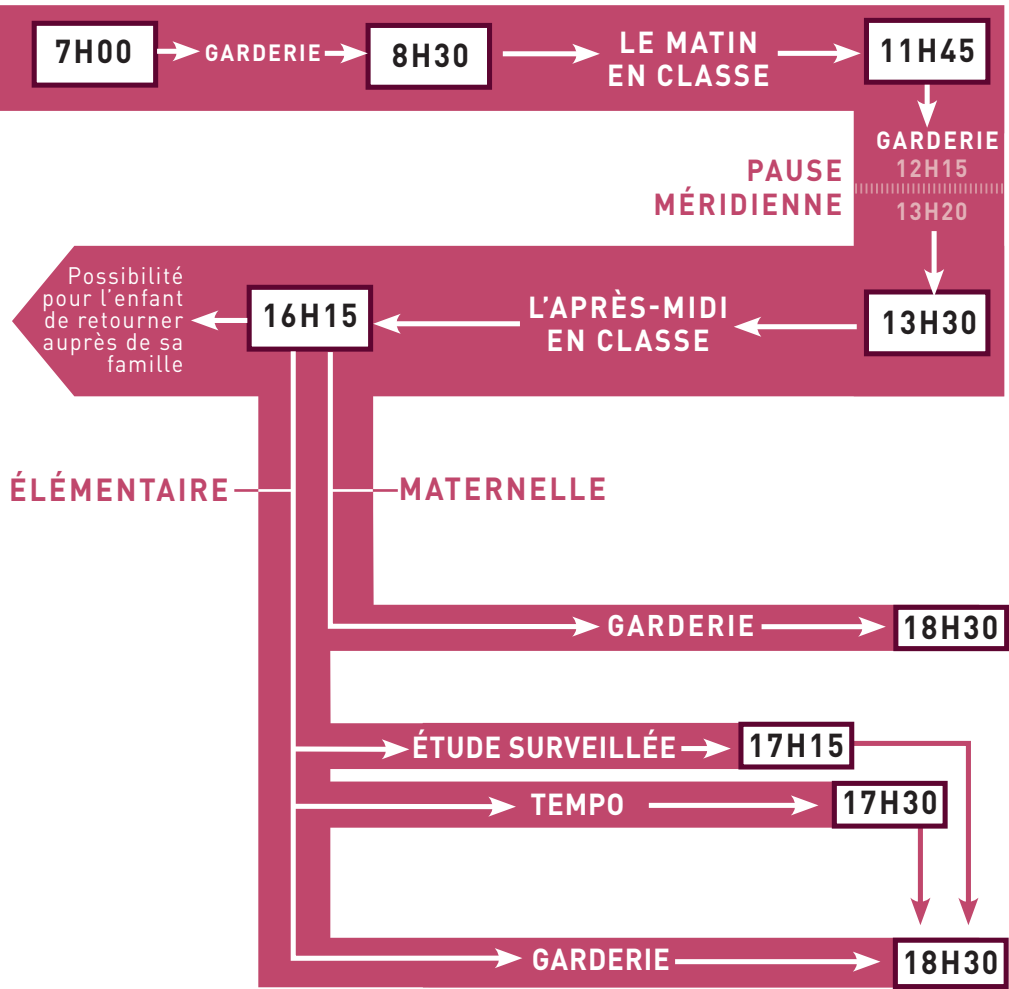 7H00
GARDERIE
8H30
LE MATIN
EN CLASSE
11H45
GARDERIE
12H15
PAUSE
MÉRIDIENNE
13H20
13H30
L'APRÈS-MIDI
EN CLASSE
16H15
Possibilité
pour l'enfant
de retourner
auprès de sa
famille
ÉLÉMENTAIRE
MATERNELLE
GARDERIE
18H30
ÉTUDE SURVEILLÉE
17H15
TEMPO
17H30
GARDERIE
18H30